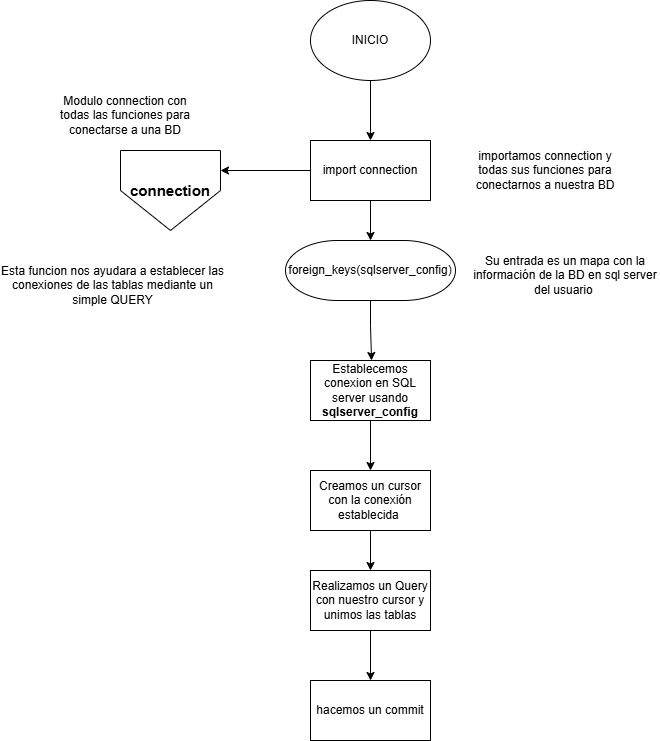 INICIO
Modulo connection con
todas las funciones para
conectarse a una BD
connection
import connection
importamos connection y
todas sus funciones para
conectarnos a nuestra BD
Esta funcion nos ayudara a establecer las
conexiones de las tablas mediante un
simple QUERY
foreign_keys(sqlserver_config)
Su entrada es un mapa con la
información de la BD en sql server
del usuario
Establecemos
conexion en SQL
server usando
sqlserver_config
Creamos un cursor
con la conexión
establecida
Realizamos un Query
con nuestro cursor y
unimos las tablas
hacemos un commit